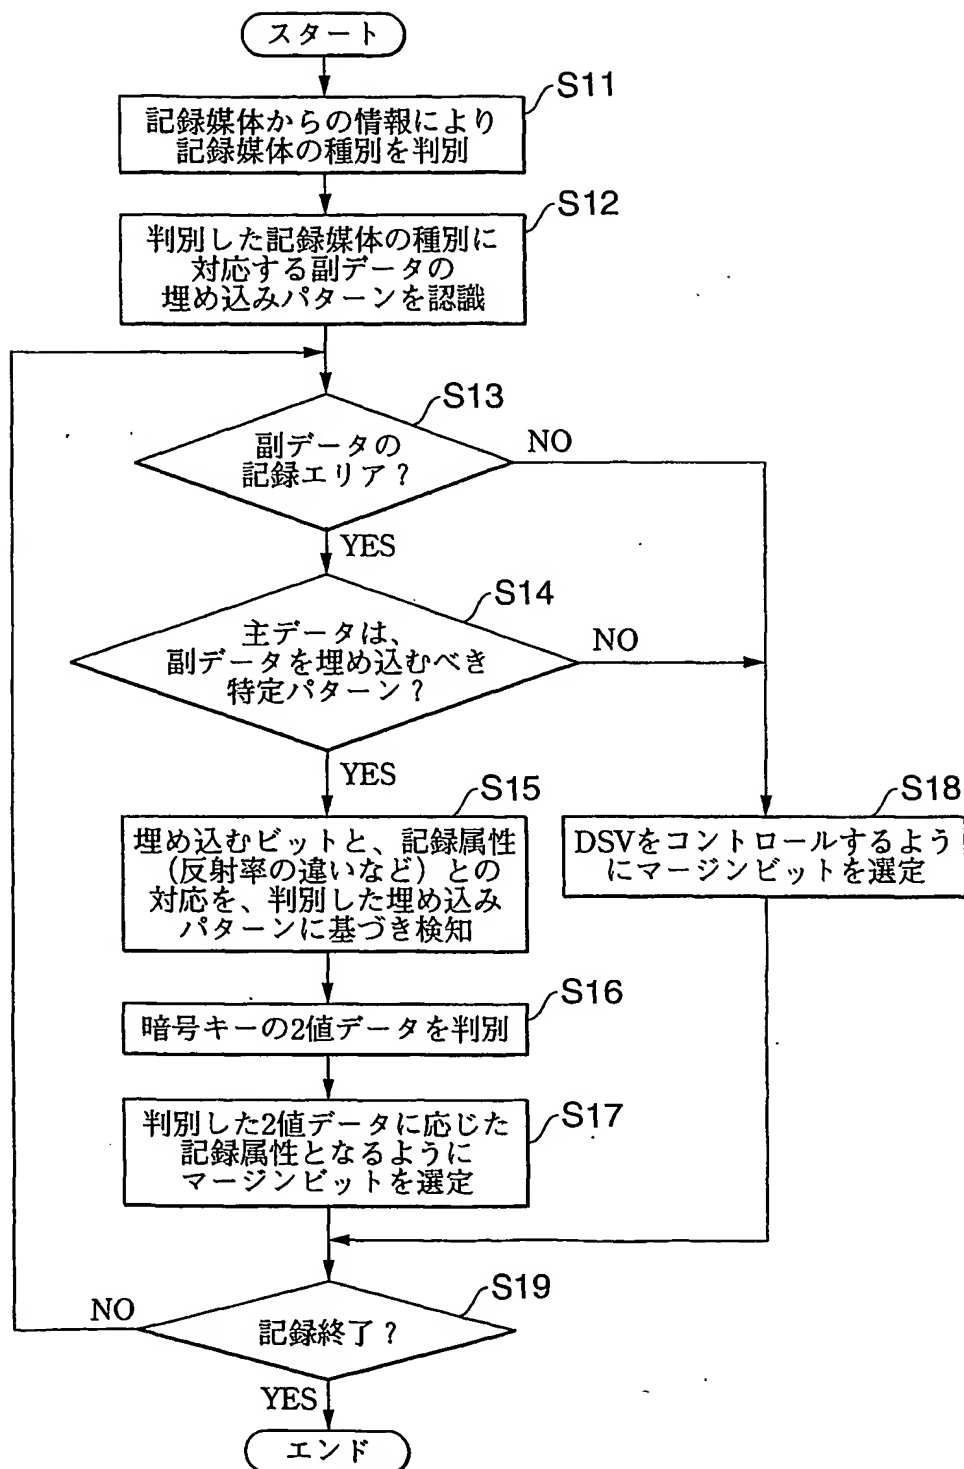 スタート
S11
記録媒体からの情報により
記録媒体の種別を判別
S12
判別した記録媒体の種別に
対応する副データの
埋め込みパターンを認識
S13
副データの
記録エリア?
NO
YES
S14
主データは、
副データを埋め込むべき
特定パターン?
NO
YES
S15
埋め込むビットと、記録属性
(反射率の違いなど)との
対応を、判別した埋め込み
パターンに基づき検知
S18
DSVをコントロールするよう
にマージンビットを選定
S16
暗号キーの2値データを判別
S17
判別した2値データに応じた
記録属性となるように
マージンビットを選定
S19
記録終了?
NO
YES
エンド